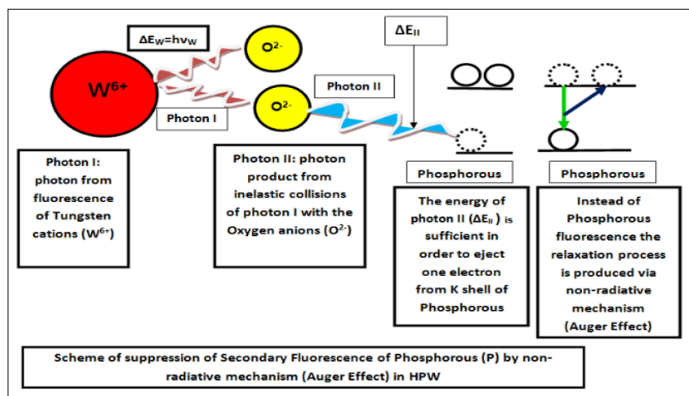 ΔEw=hνw
O2-
ΔEII
W6+
Photon I
O2-
Photon II
Photon I:
photon from
fluorescence
of Tungsten
cations (W6+)
Photon II: photon
product from
inelastic collisions
of photon I with the
Oxygen anions (O2-)
Phosphorous
The energy of
photon II (ΔEII ) is
sufficient in
order to eject
one electron
from K shell of
Phosphorous
Phosphorous
Instead of
Phosphorous
fluorescence the
relaxation process
is produced via
non-radiative
mechanism
(Auger Effect)
Scheme of suppression of Secondary Fluorescence of Phosphorous (P) by non-
radiative mechanism (Auger Effect) in HPW